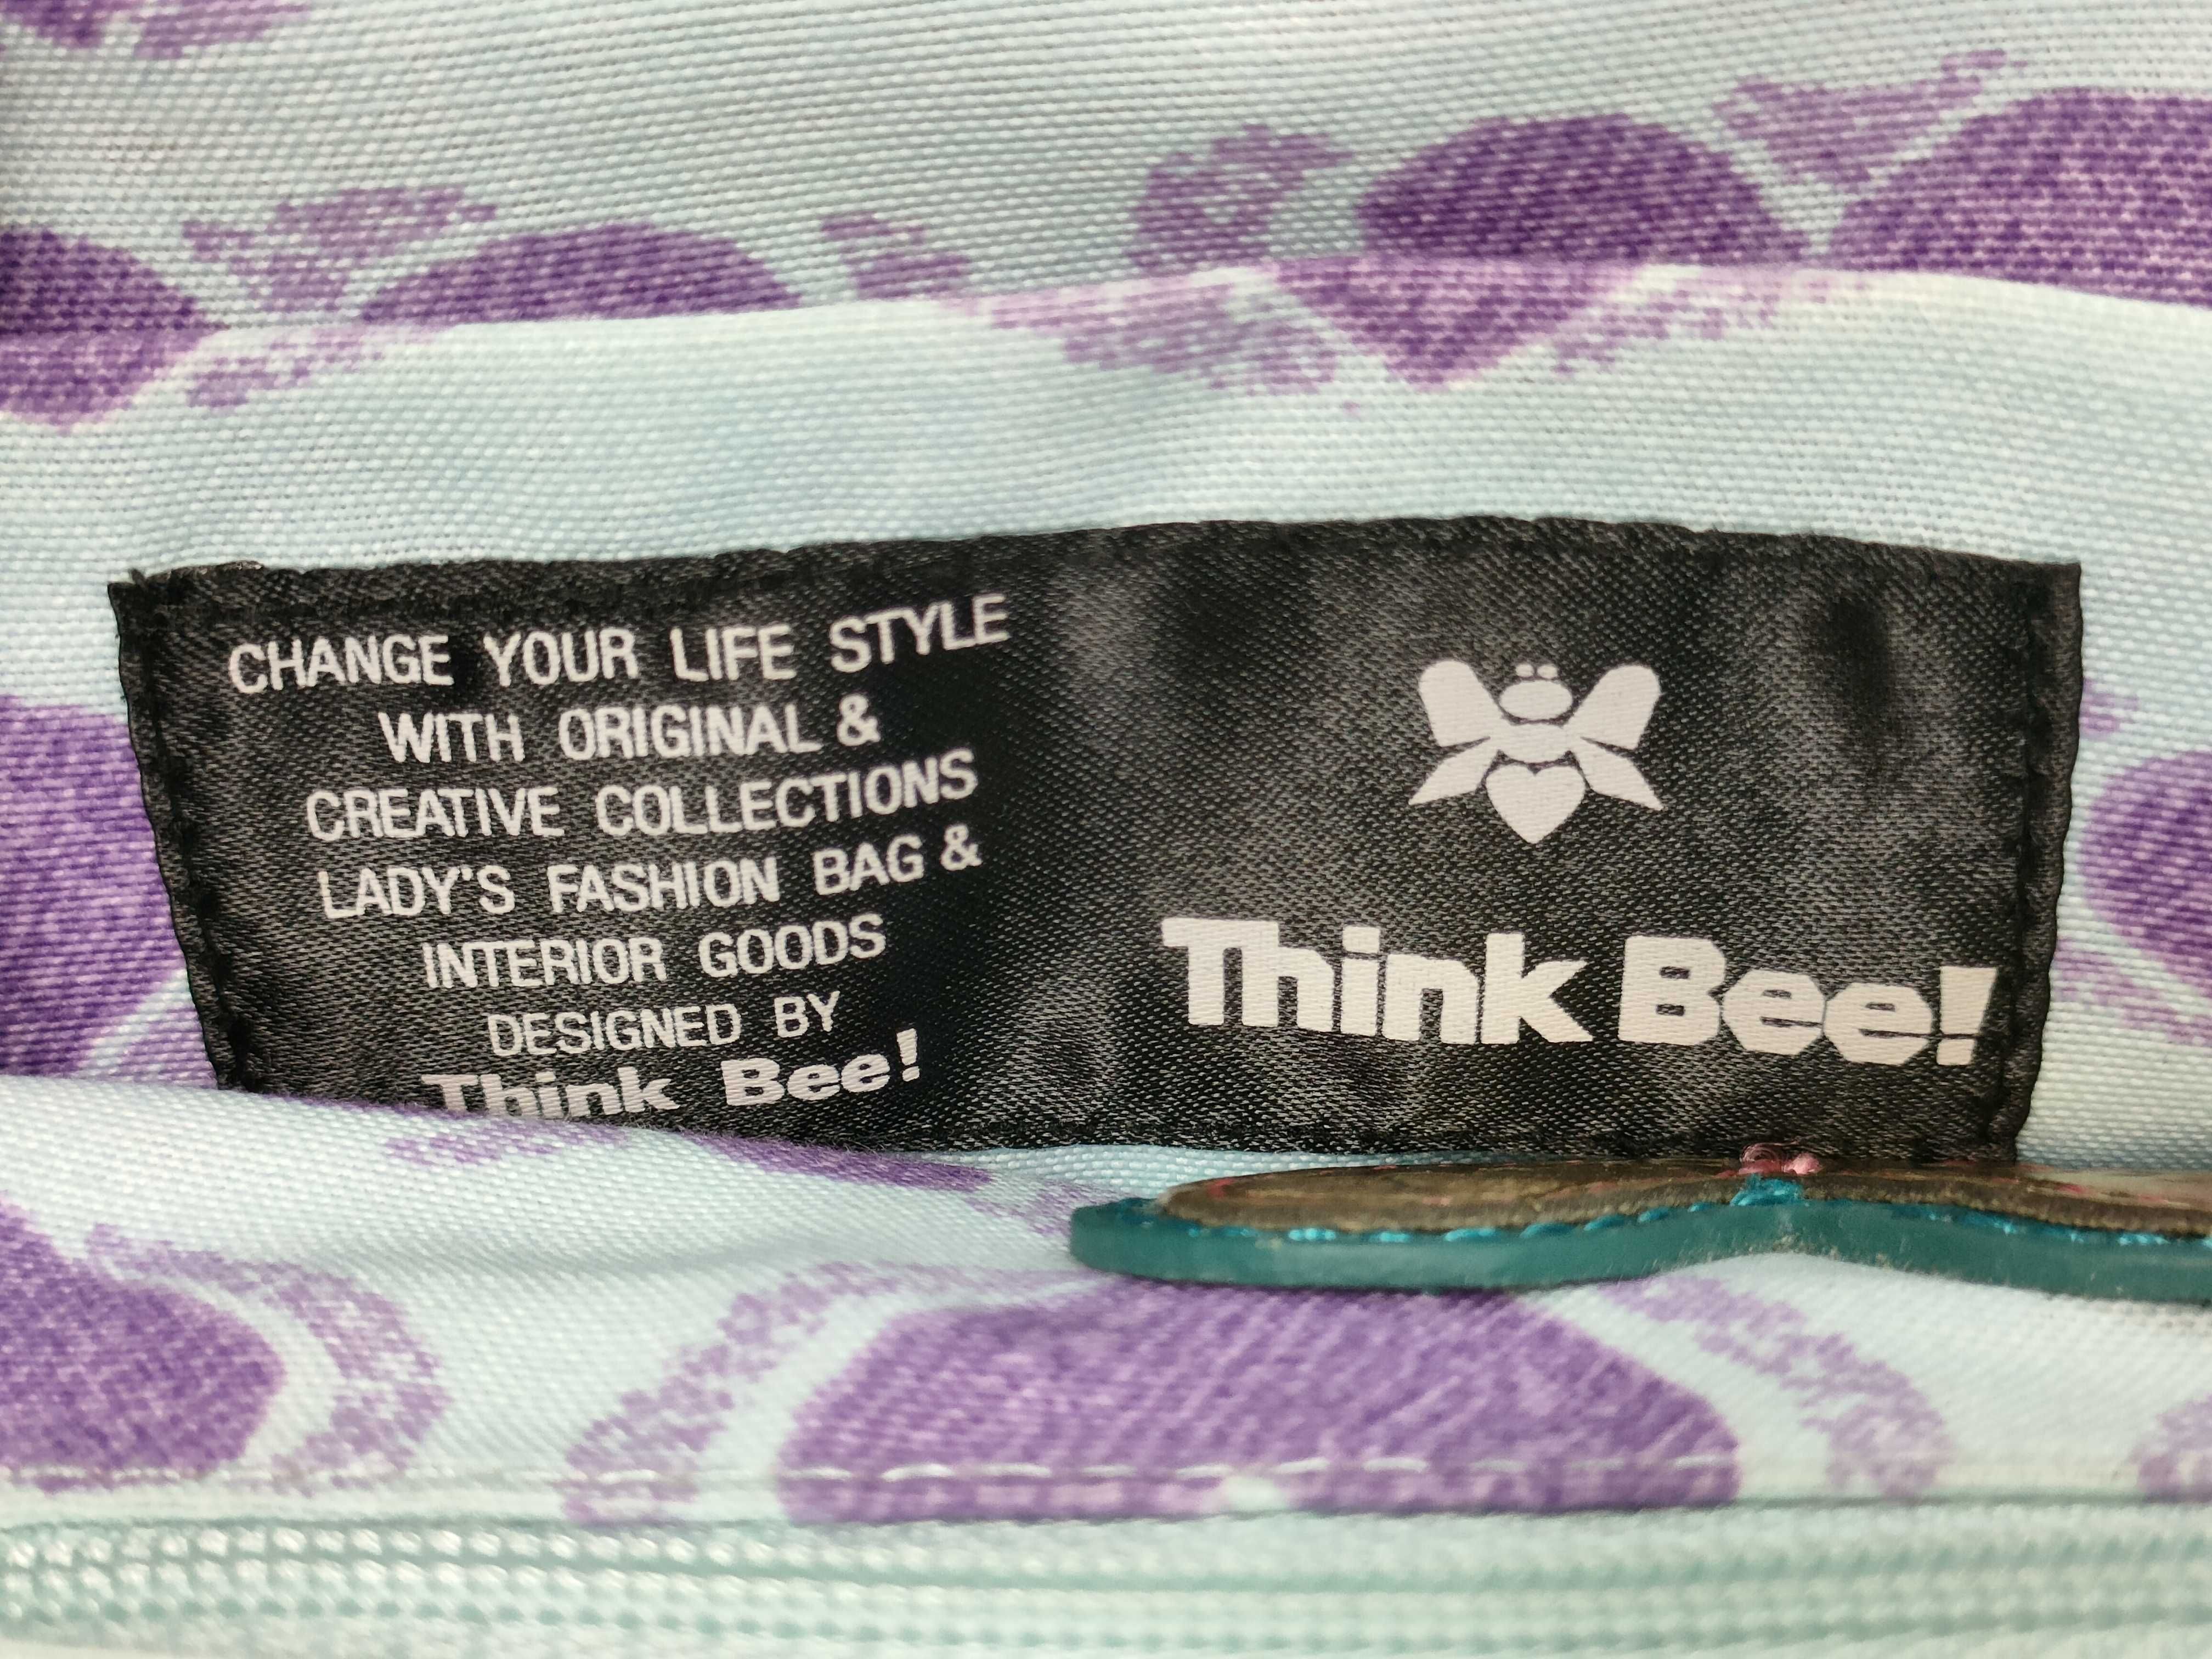 CHANGE YOUR LIFE STYLE
WITH ORIGINAL &
CREATIVE COLLECTIONS
LADY'S FASHION BAG &
INTERIOR GOODS
DESIGNED BY
Think Bee!
Think Bee!